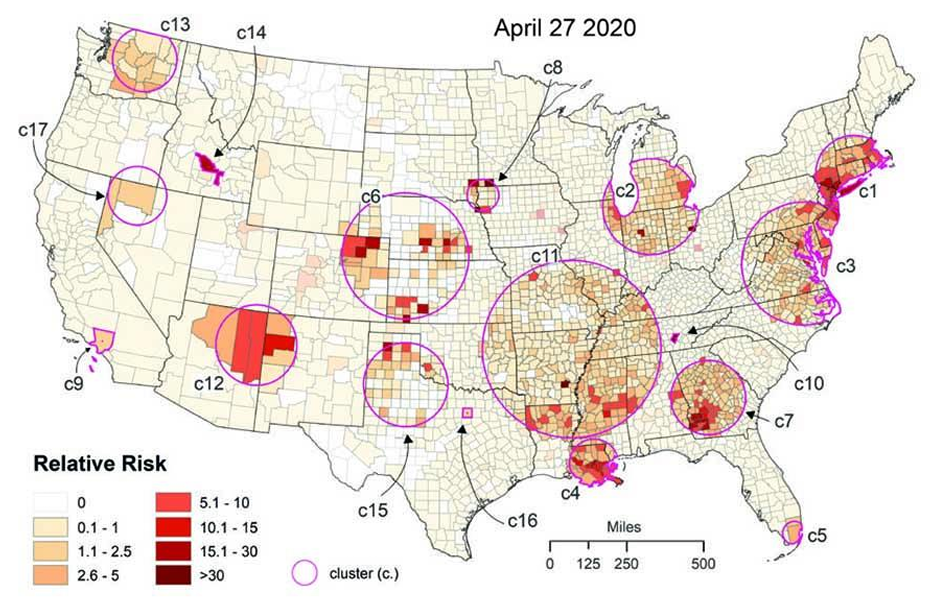 April 27 2020
c13
c14
c8
c17
c6
c2
c1
c11
c3
c9
c12
c10
c7
c4
c15
c16
c5
Relative Risk
0
0.1 - 1
1.1 - 2.5
2.6 - 5
5.1 - 10
10.1 - 15
15.1 - 30
>30
cluster (c.)
Miles
0 125 250 500